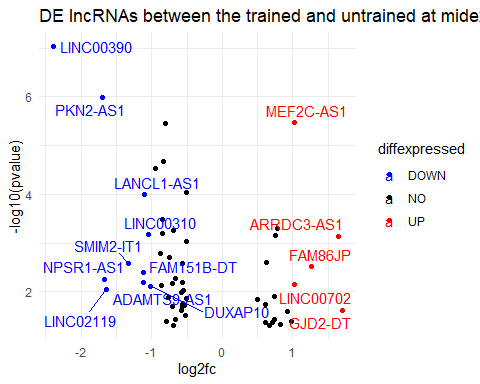 DE lncRNAs between the trained and untrained at mide
LINC00390
PKN2-AS1
MEF2C-AS1
LANCL1-AS1
LINC00310
ARRDC3-AS1
SMIM2-IT1
FAM86JP
NPSR1-AS1
FAM151B-DT
ADAMTS9-AS1
LINC00702
DUXAP10
LINC02119
GJD2-DT
6
4
2
-log10(pvalue)
-2
-1
0
1
log2fc
diffexpressed
a DOWN
a NO
a UP